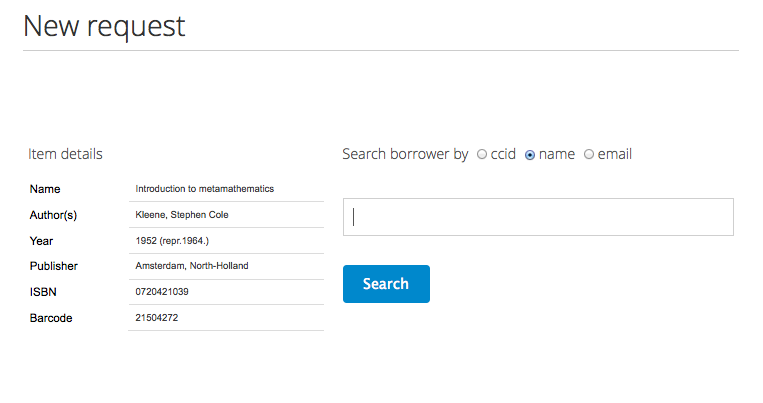 New request
Item details
Search borrower by ccid name email
Name Introduction to metamathematics
Author(s) Kleene, Stephen Cole
Year 1952 (repr.1964.)
Publisher Amsterdam, North-Holland
ISBN 0720421039
Barcode 21504272
Search